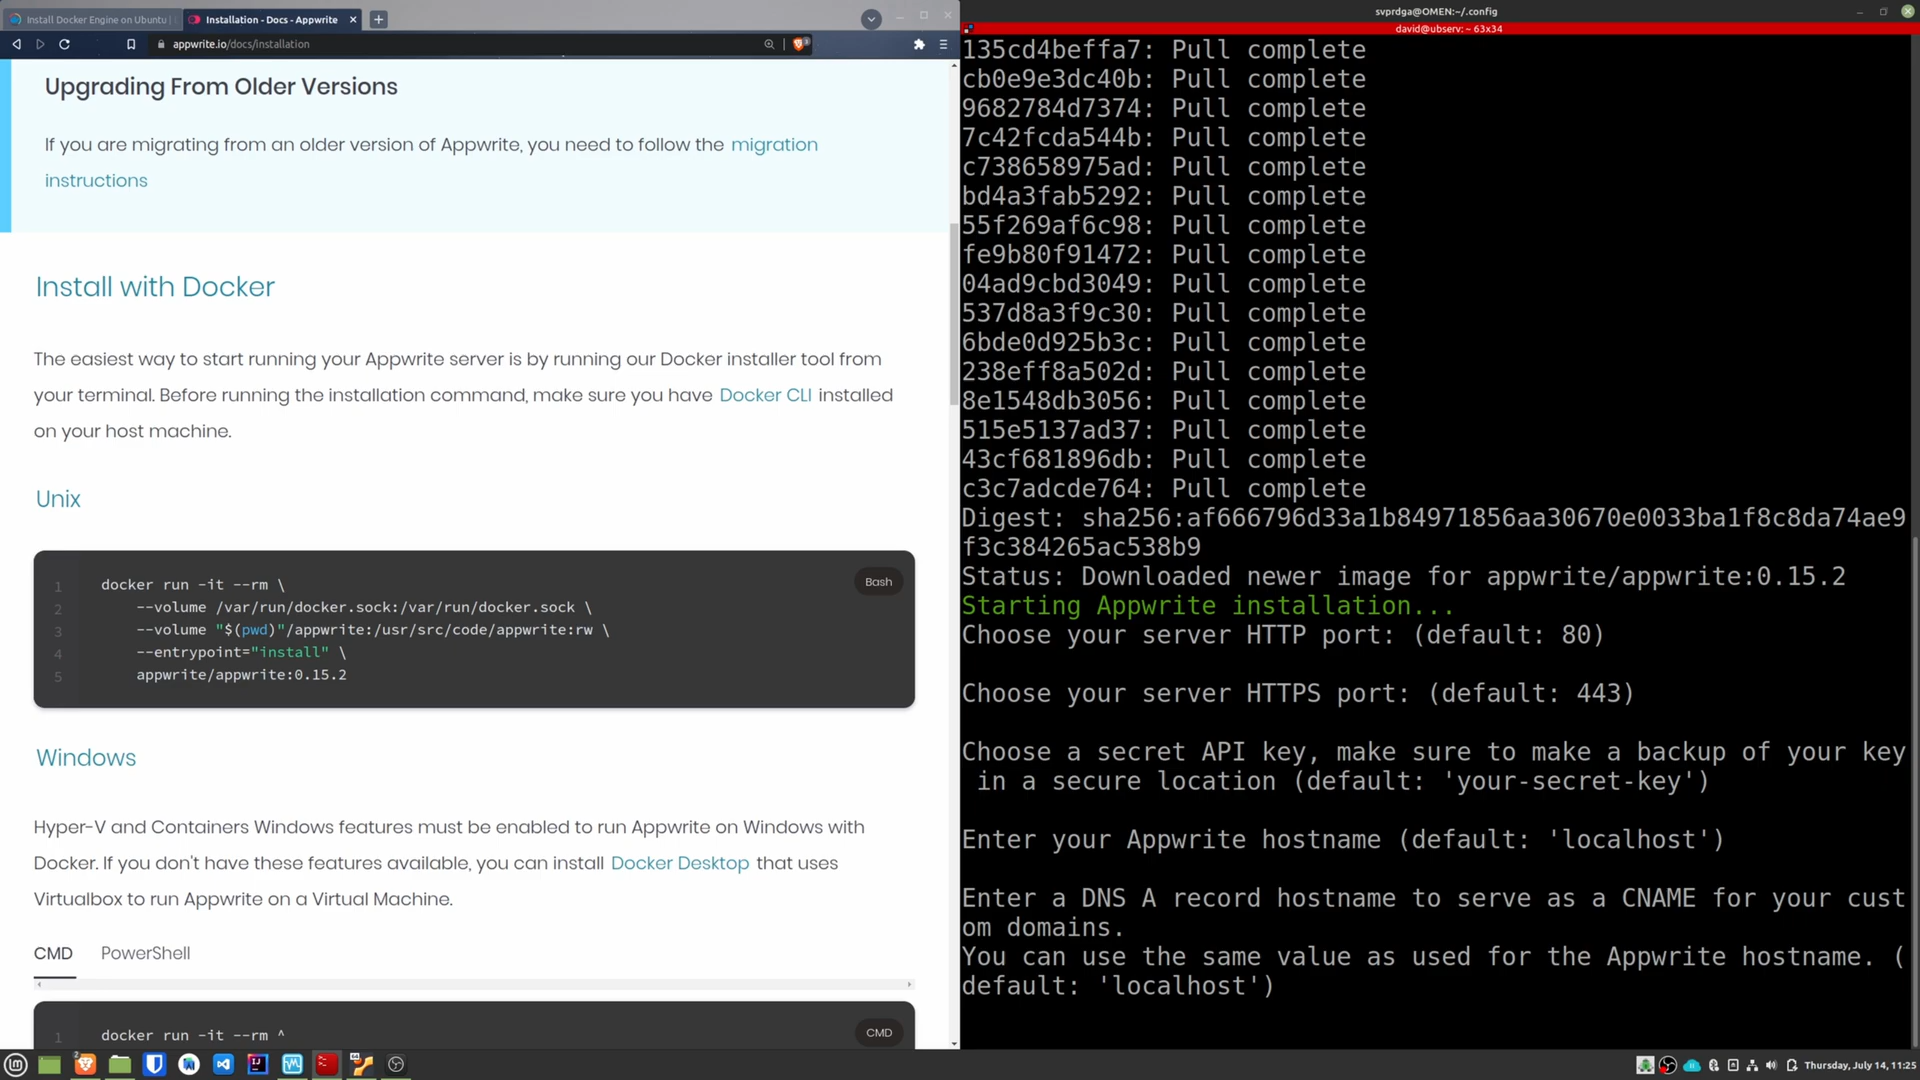 Install Docker Engine on Ubuntu |
Installation - Docs - Appwrite
appwrite.io/docs/installation
Upgrading From Older Versions
If you are migrating from an older version of Appwrite, you need to follow the migration
instructions
Install with Docker
The easiest way to start running your Appwrite server is by running our Docker installer tool from
your terminal. Before running the installation command, make sure you have Docker CLI installed
on your host machine.
Unix
Bash
1 docker run -it --rm \
2 --volume /var/run/docker.sock:/var/run/docker.sock \
3 --volume "$(pwd)"/appwrite:/usr/src/code/appwrite:rw \
4 --entrypoint="install" \
5 appwrite/appwrite:0.15.2
Windows
Hyper-V and Containers Windows features must be enabled to run Appwrite on Windows with
Docker. If you don't have these features available, you can install Docker Desktop that uses
Virtualbox to run Appwrite on a Virtual Machine.
CMD PowerShell
1 docker run -it --rm ^
CMD
svprdga@OMEN:~/.config
david@ubserv: ~ 63x34
135cd4beffa7: Pull complete
cb0e9e3dc40b: Pull complete
9682784d7374: Pull complete
7c42fcda544b: Pull complete
c738658975ad: Pull complete
bd4a3fab5292: Pull complete
55f269af6c98: Pull complete
fe9b80f91472: Pull complete
04ad9cbd3049: Pull complete
537d8a3f9c30: Pull complete
6bde0d925b3c: Pull complete
238eff8a502d: Pull complete
8e1548db3056: Pull complete
515e5137ad37: Pull complete
43cf681896db: Pull complete
c3c7adcde764: Pull complete
Digest: sha256:af666796d33a1b84971856aa30670e0033ba1f8c8da74ae9
f3c384265ac538b9
Status: Downloaded newer image for appwrite/appwrite:0.15.2
Starting Appwrite installation...
Choose your server HTTP port: (default: 80)
Choose your server HTTPS port: (default: 443)
Choose a secret API key, make sure to make a backup of your key
in a secure location (default: 'your-secret-key')
Enter your Appwrite hostname (default: 'localhost')
Enter a DNS A record hostname to serve as a CNAME for your cust
om domains.
You can use the same value as used for the Appwrite hostname. (
default: 'localhost')
Thursday, July 14, 11:25